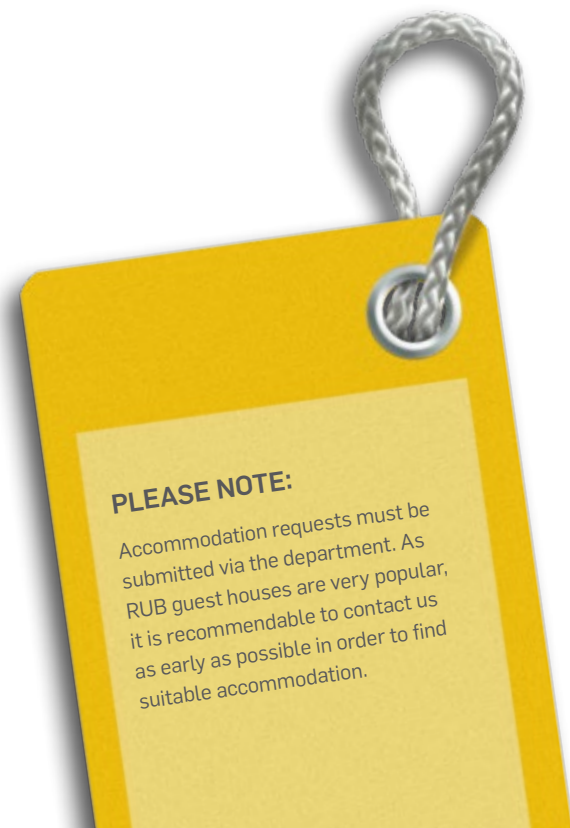 PLEASE NOTE:
Accommodation requests must be
submitted via the department. As
RUB guest houses are very popular,
it is recommendable to contact us
as early as possible in order to find
suitable accommodation.